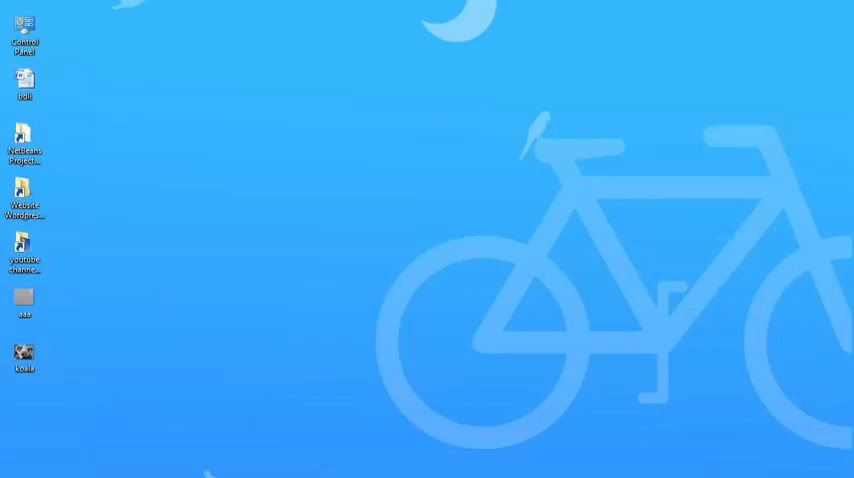 Control
Panel
bdli
NetBeans
Project...
Website
Wordpres...
youtube
channe...
aaa
koala